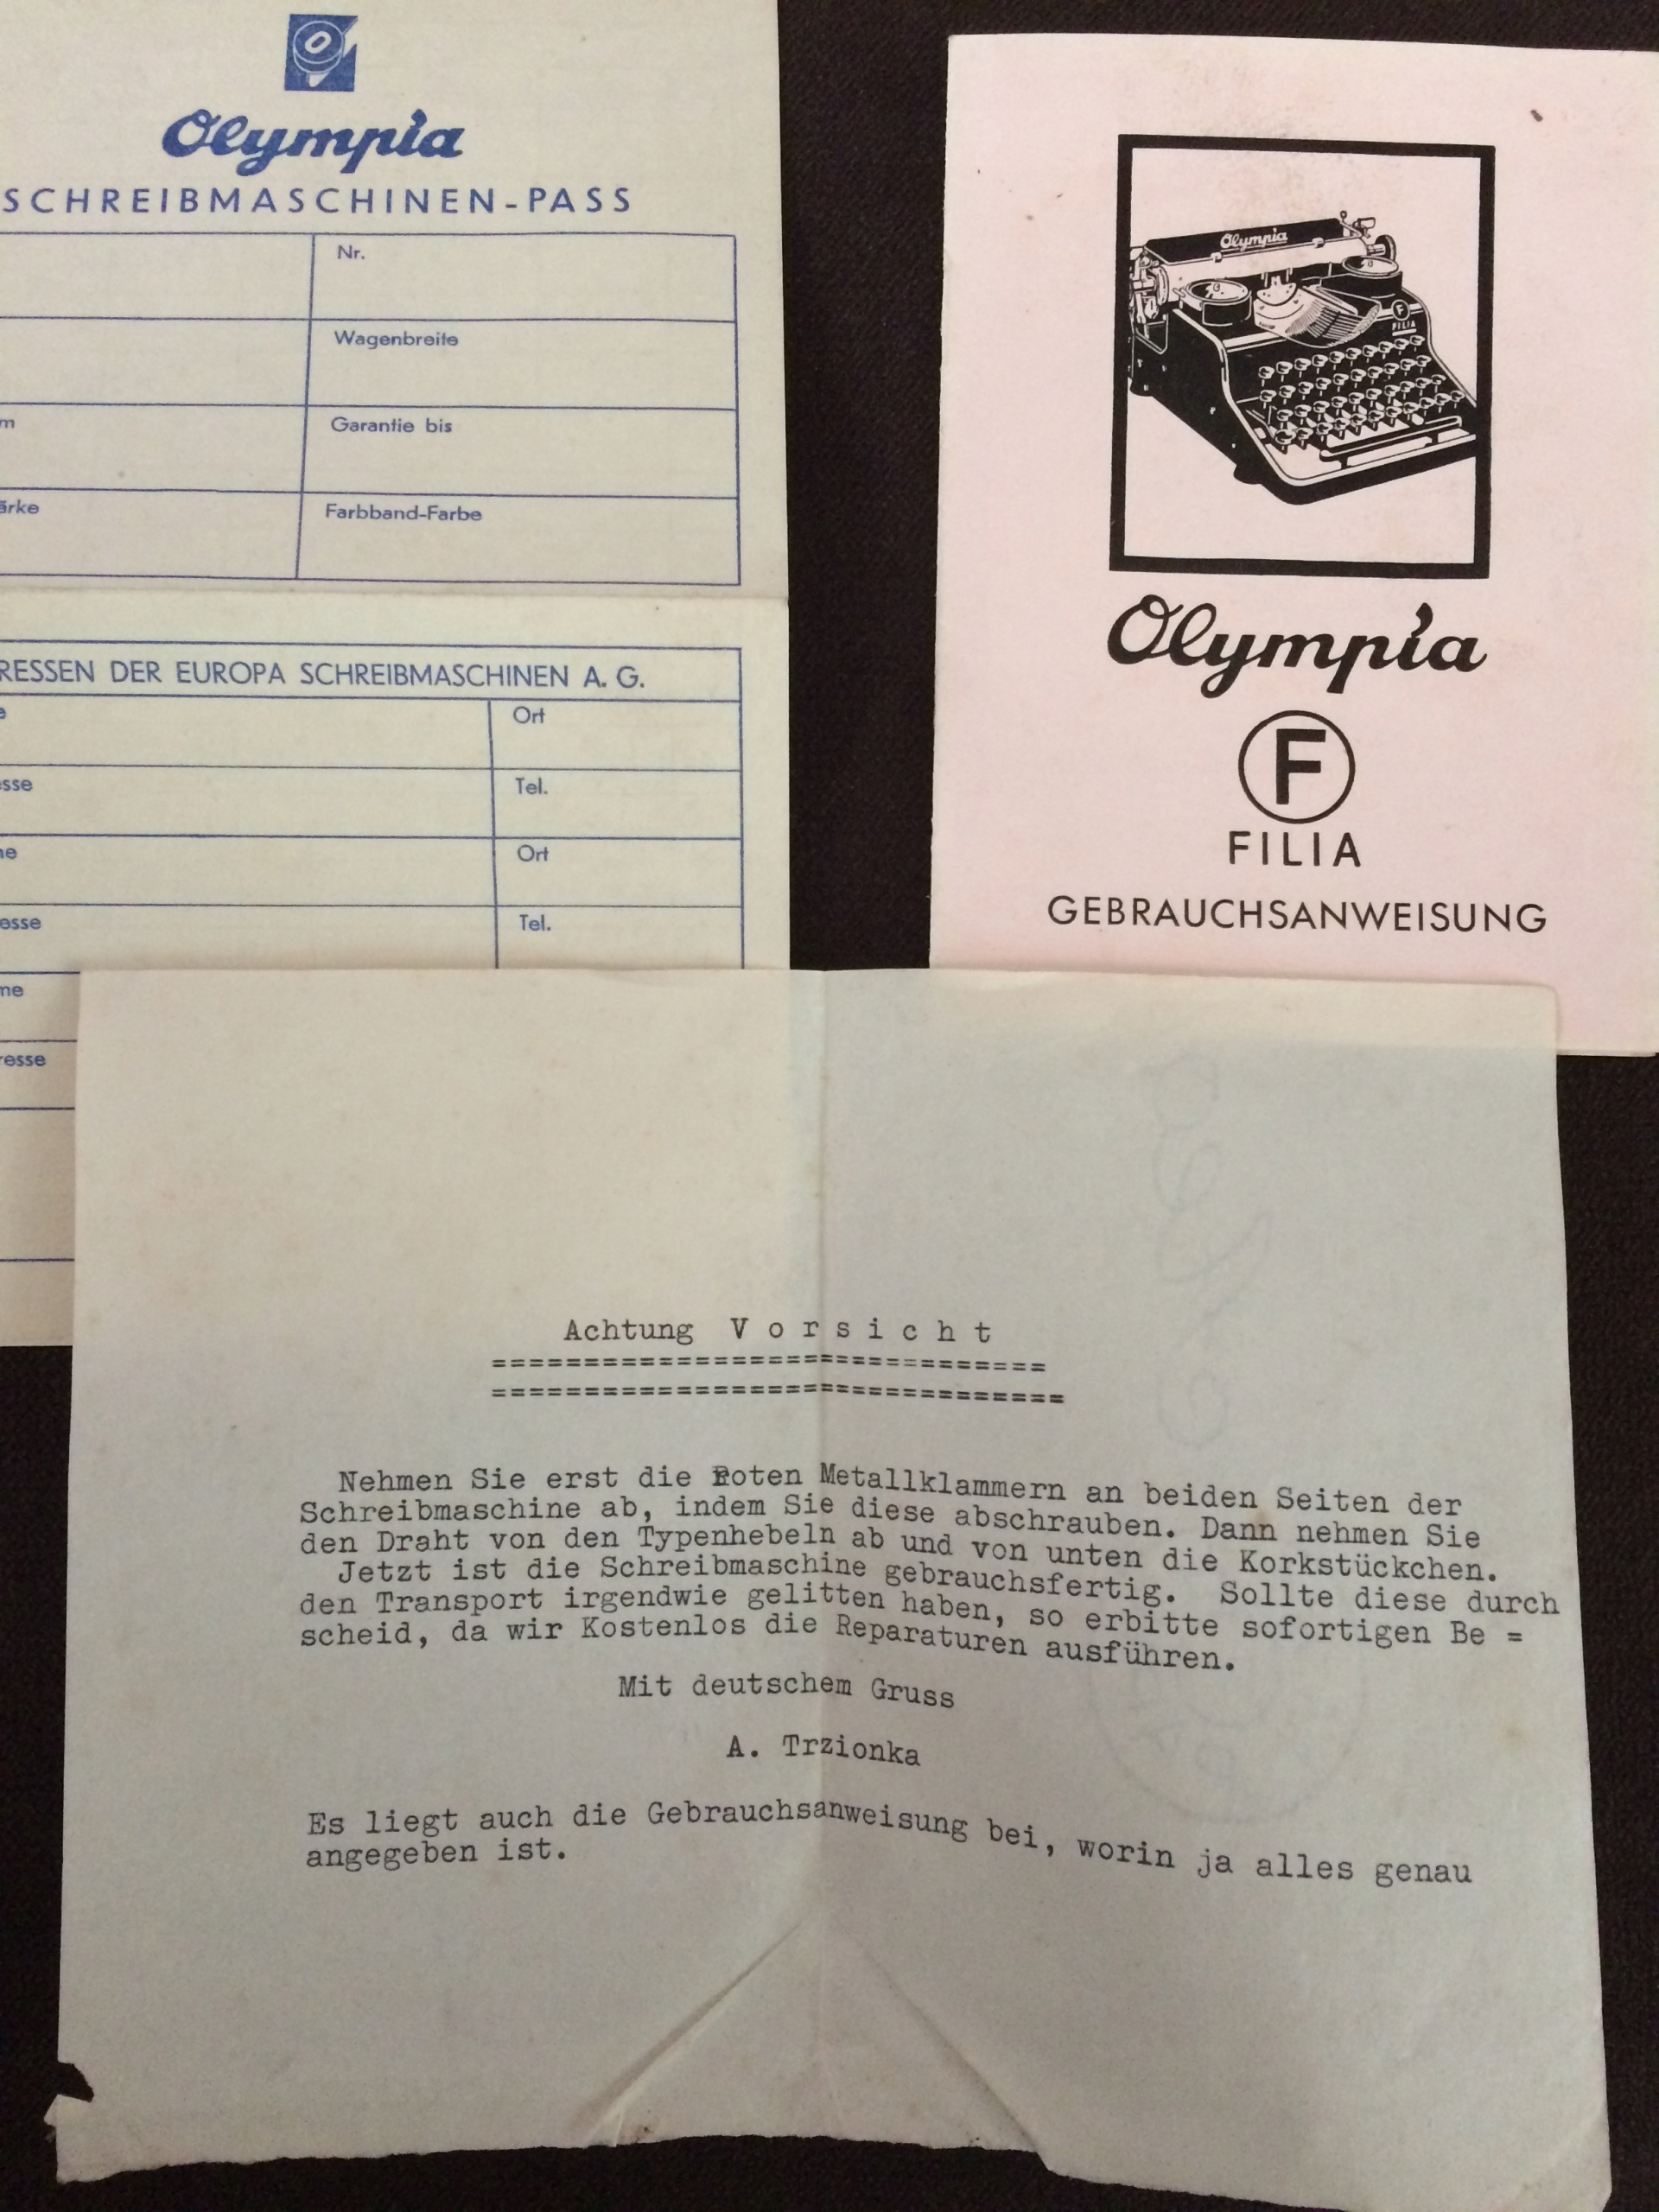 Olympia
SCHREIBMASCHINEN-PASS
Nr.
Wagenbreite
Garantie bis
Farbband-Farbe
RESSEN DER EUROPA SCHREIBMASCHINEN A. G.
Ort
Tel.
Ort
Tel.
Olympia
F
FILIA
Olympia
F
FILIA
GEBRAUCHSANWEISUNG
Achtung V o r s i c h t
==============================
===============================
Nehmen Sie erst die Roten Metallklammern an beiden Seiten der
Schreibmaschine ab, indem Sie diese abschrauben. Dann nehmen Sie
den Draht von den Typenhebeln ab und von unten die Korkstückchen.
Jetzt ist die Schreibmaschine gebrauchsfertig. Sollte diese durch
den Transport irgendwie gelitten haben, so erbitte sofortigen Be =
scheid, da wir Kostenlos die Reparaturen ausführen.
Mit deutschem Gruss
A. Trzionka
Es liegt auch die Gebrauchsanweisung bei, worin ja alles genau
angegeben ist.